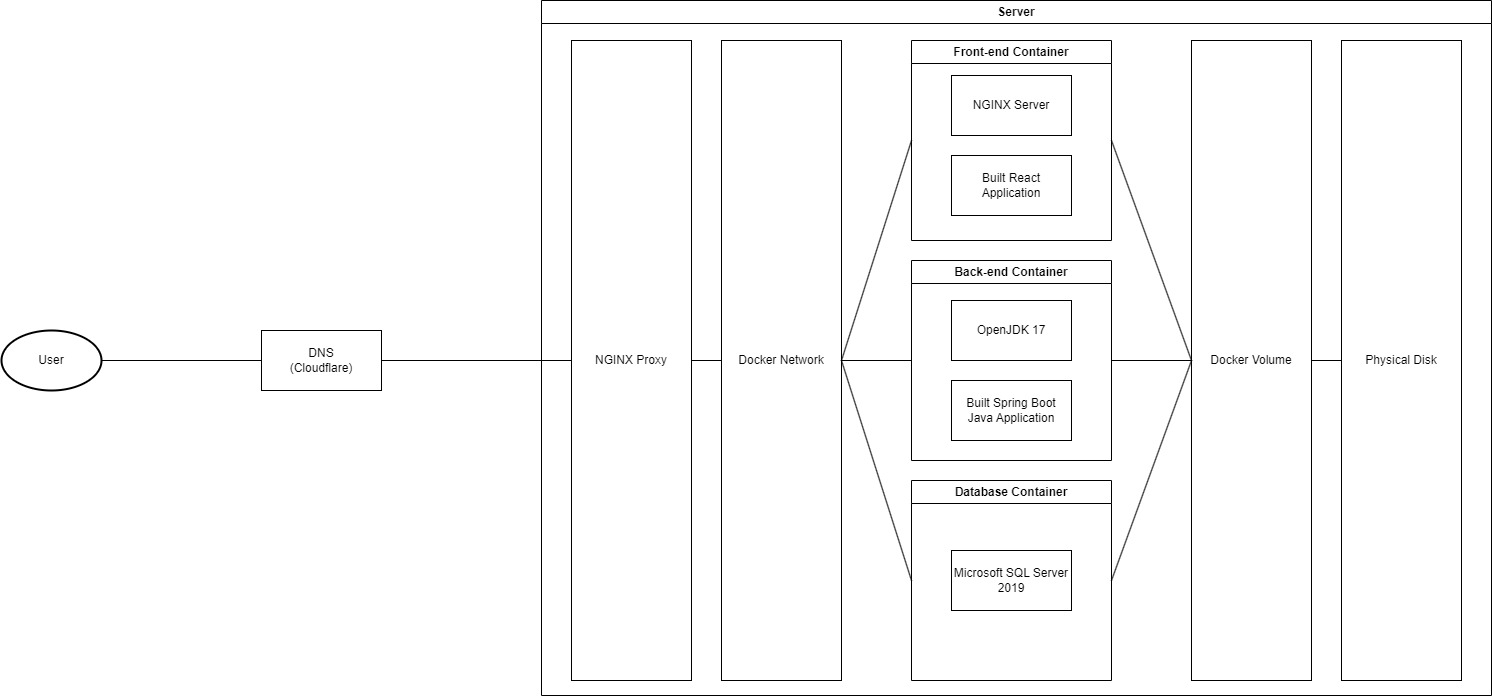 Server
Front-end Container
NGINX Server
Built React
Application
Back-end Container
OpenJDK 17
User
DNS
(Cloudflare)
NGINX Proxy
Docker Network
Docker Volume
Physical Disk
Built Spring Boot
Java Application
Database Container
Microsoft SQL Server
2019